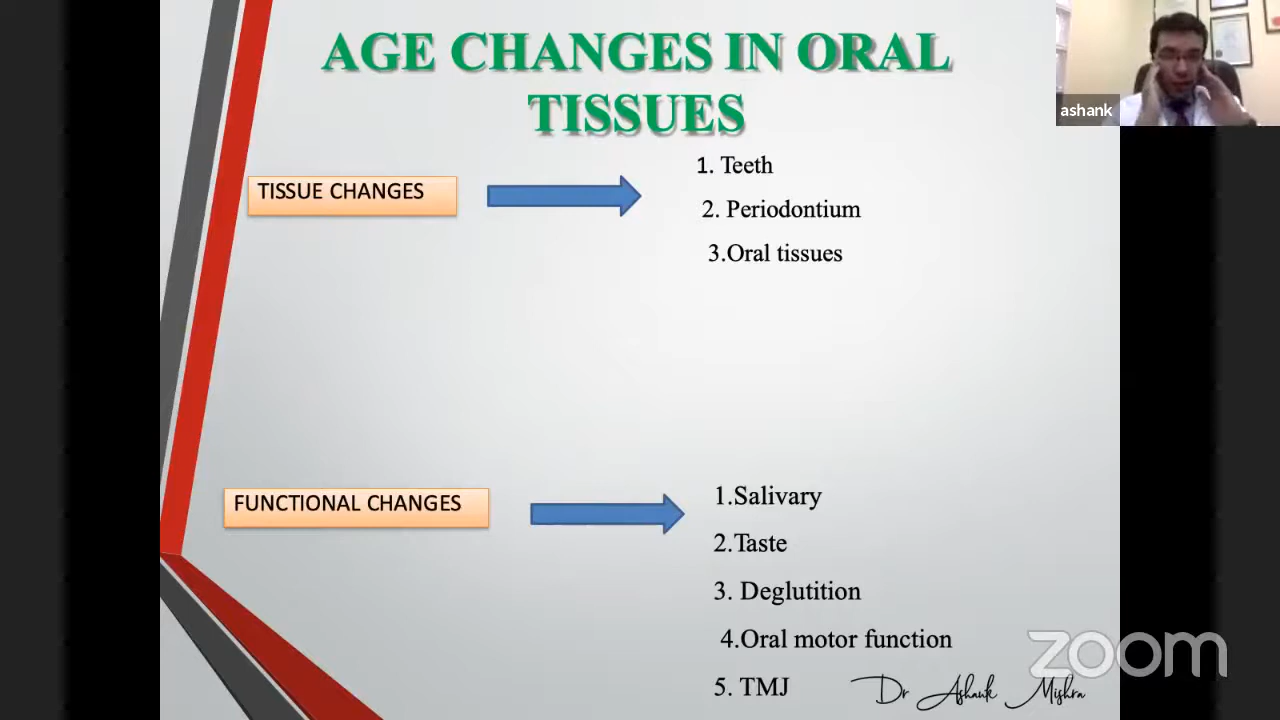 AGE CHANGES IN ORAL
TISSUES
ashank
TISSUE CHANGES
1. Teeth
2. Periodontium
3.Oral tissues
FUNCTIONAL CHANGES
1.Salivary
2.Taste
3. Deglutition
4.Oral motor function
5. TMJ
zoom
Dr Ashank Mishra